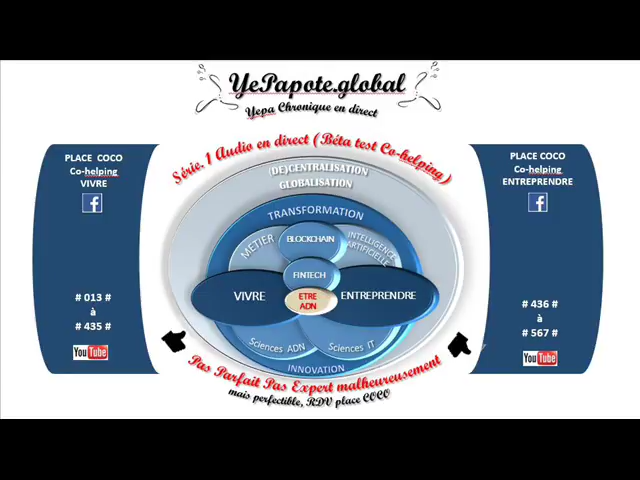 YePapote.global
Yepa Chronique en direct
Série.1 Audio en direct (Béta test Co-helping)
PLACE COCO
Co-helping
VIVRE
# 013 #
à
# 435 #
YouTube
(DE)CENTRALISATION
GLOBALISATION
TRANSFORMATION
METIER
BLOCKCHAIN
INTELLIGENCE
ARTIFICIELLE
FINTECH
VIVRE
ETRE
ADN
ENTREPRENDRE
Sciences ADN
Sciences IT
INNOVATION
PLACE COCO
Co-helping
ENTREPRENDRE
# 436 #
à
# 567 #
YouTube
Pas Parfait Pas Expert malheureusement
mais perfectible, RDV place COCO